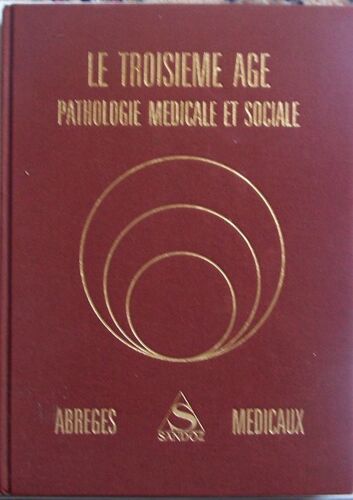 LE TROISIEME AGE
PATHOLOGIE MEDICALE ET SOCIALE
ABREGES S SANDOZ MEDICAUX